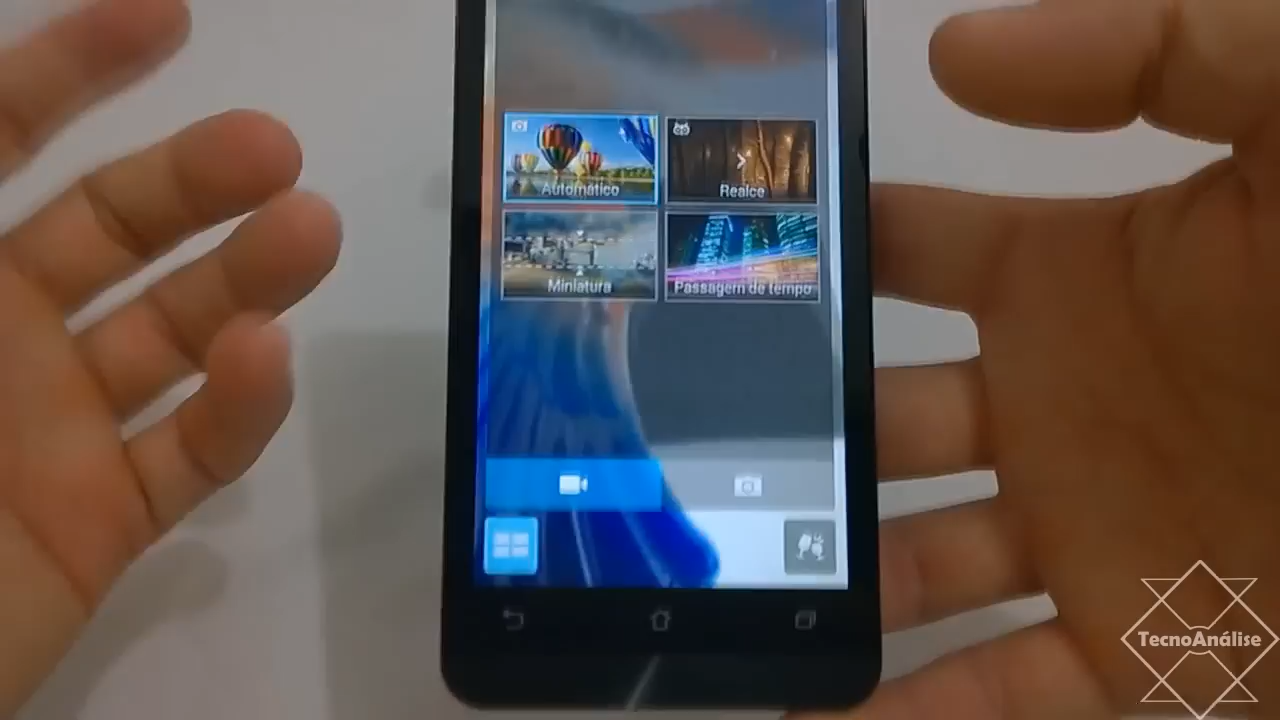 Automático
Realce
Miniatura
Passagem de tempo
TecnoAnálise